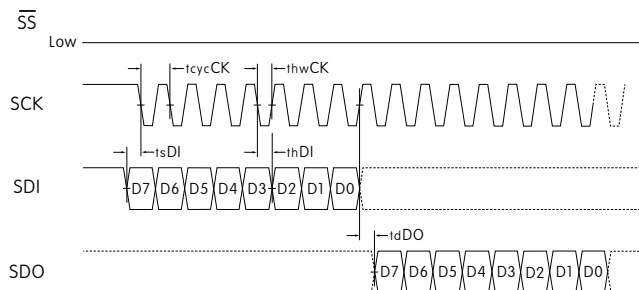 SS
Low
tcycCK thwCK
SCK
tsDI thDI
SDI D7 D6 D5 D4 D3 D2 D1 D0
tdDO
SDO D7 D6 D5 D4 D3 D2 D1 D0